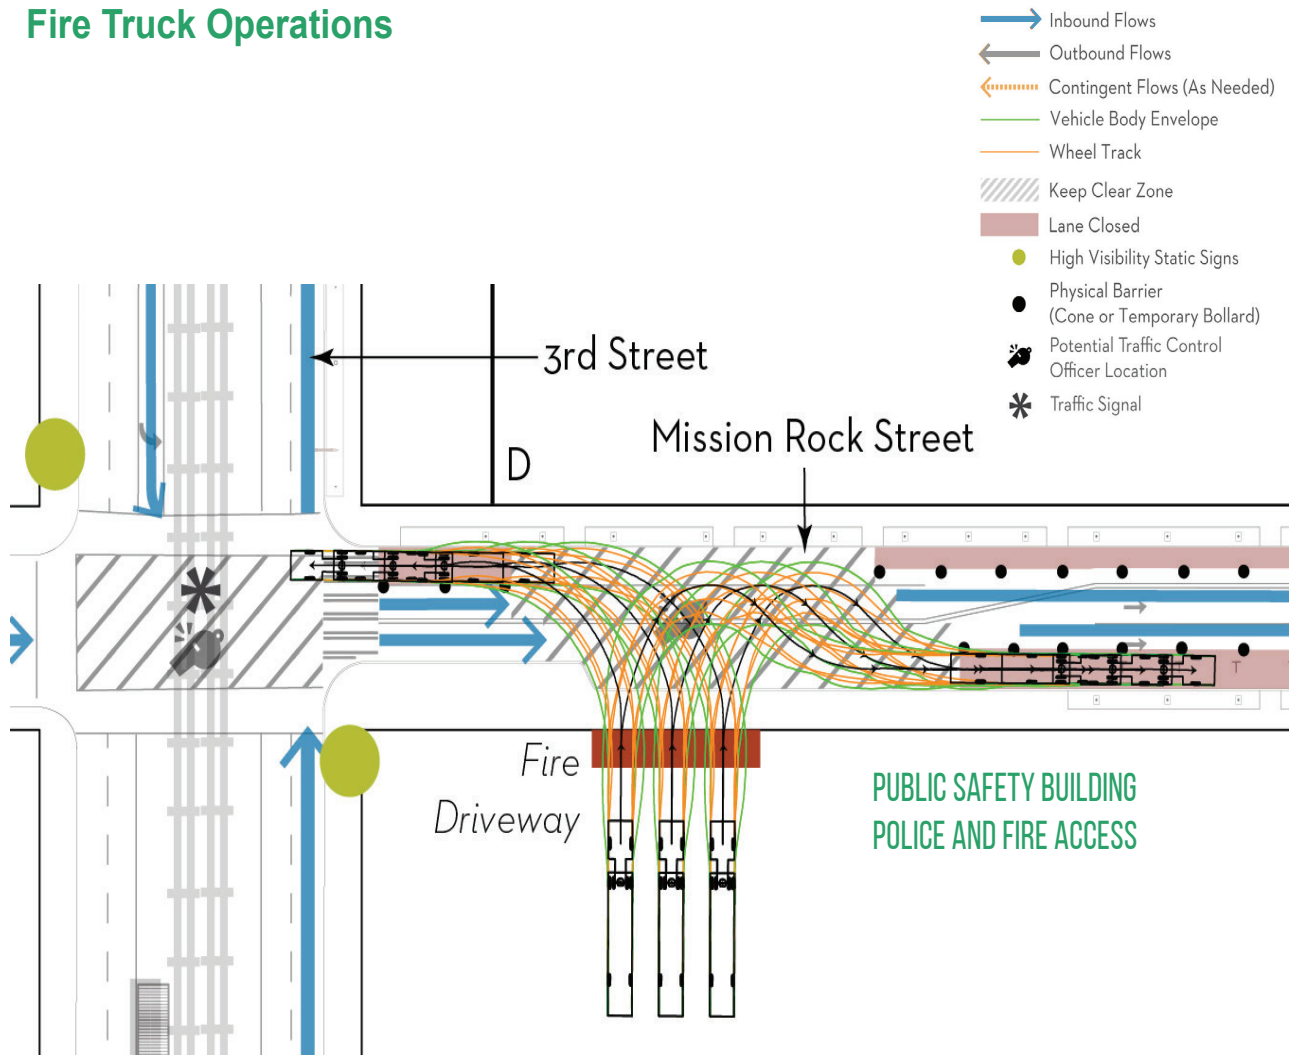 Fire Truck Operations
Inbound Flows
Outbound Flows
Contingent Flows (As Needed)
Vehicle Body Envelope
Wheel Track
Keep Clear Zone
Lane Closed
High Visibility Static Signs
Physical Barrier
(Cone or Temporary Bollard)
Potential Traffic Control
Officer Location
Traffic Signal
3rd Street
Mission Rock Street
D
Fire
Driveway
PUBLIC SAFETY BUILDING
POLICE AND FIRE ACCESS